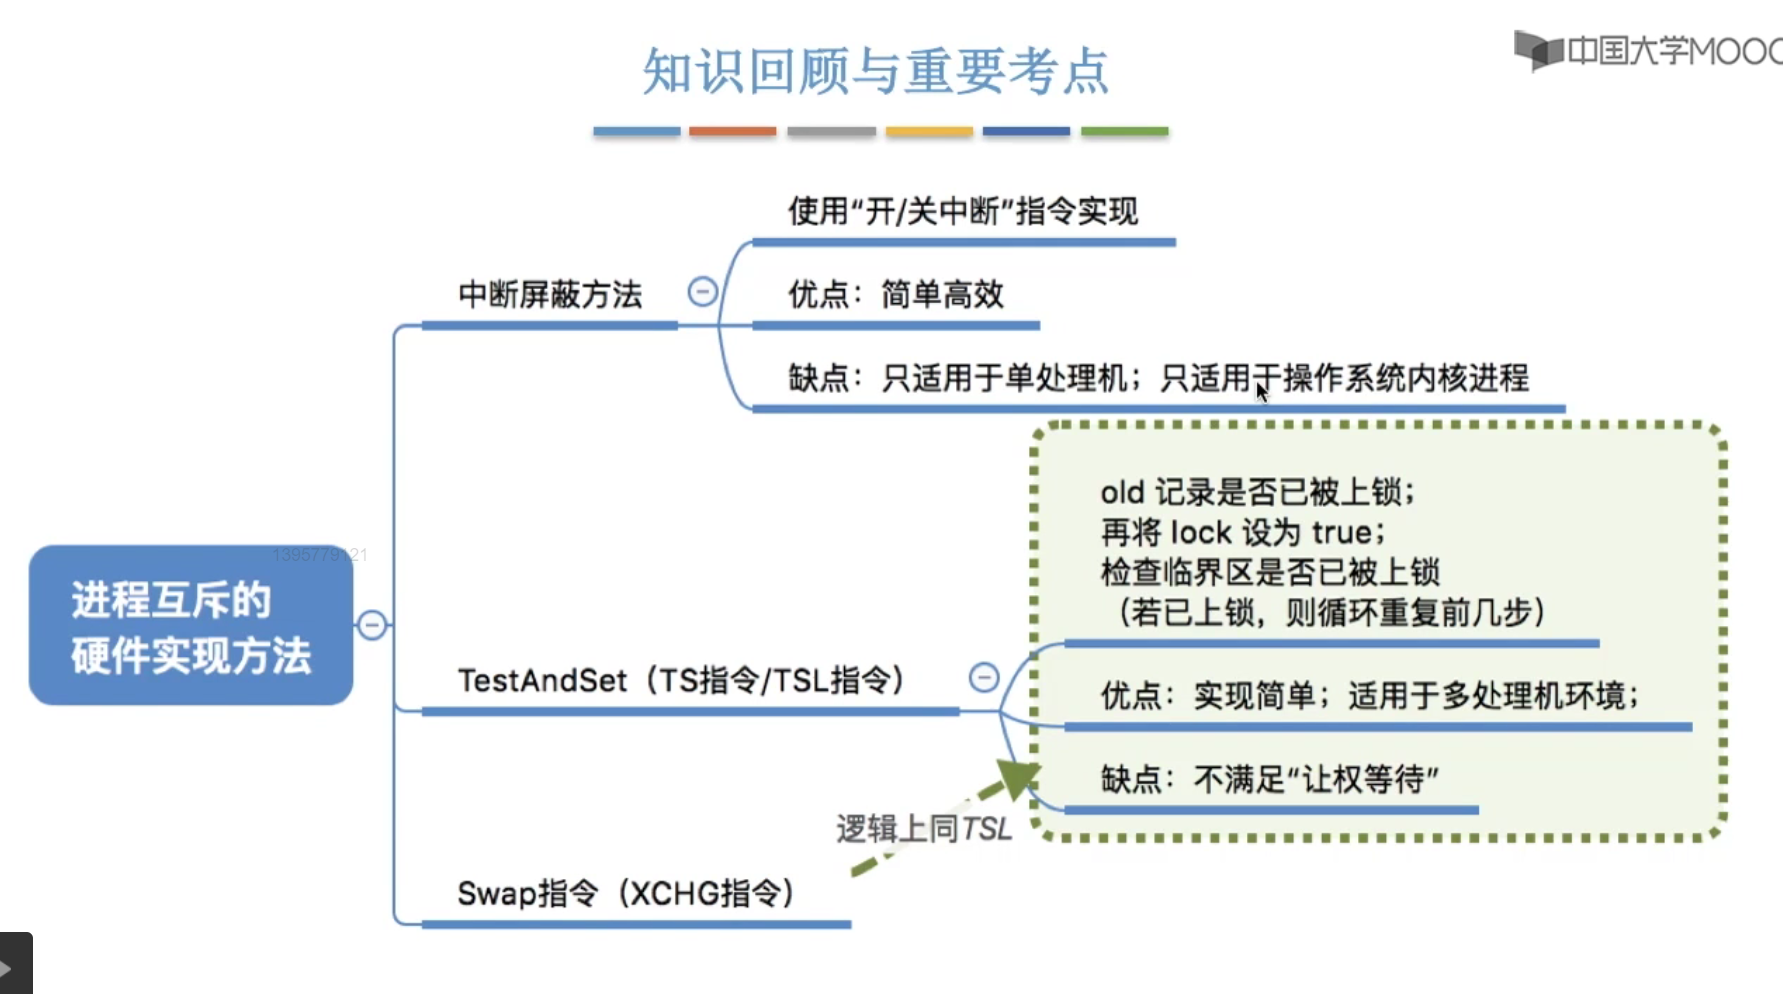 知识回顾与重要考点
中国大学MOOC
使用“开/关中断”指令实现
中断屏蔽方法
优点：简单高效
缺点：只适用于单处理机；只适用于操作系统内核进程
old 记录是否已被上锁；
再将 lock 设为 true；
检查临界区是否已被上锁
（若已上锁，则循环重复前几步）
1395779121
进程互斥的
硬件实现方法
TestAndSet（TS指令/TSL指令）
优点：实现简单；适用于多处理机环境；
缺点：不满足“让权等待”
逻辑上同TSL
Swap指令（XCHG指令）